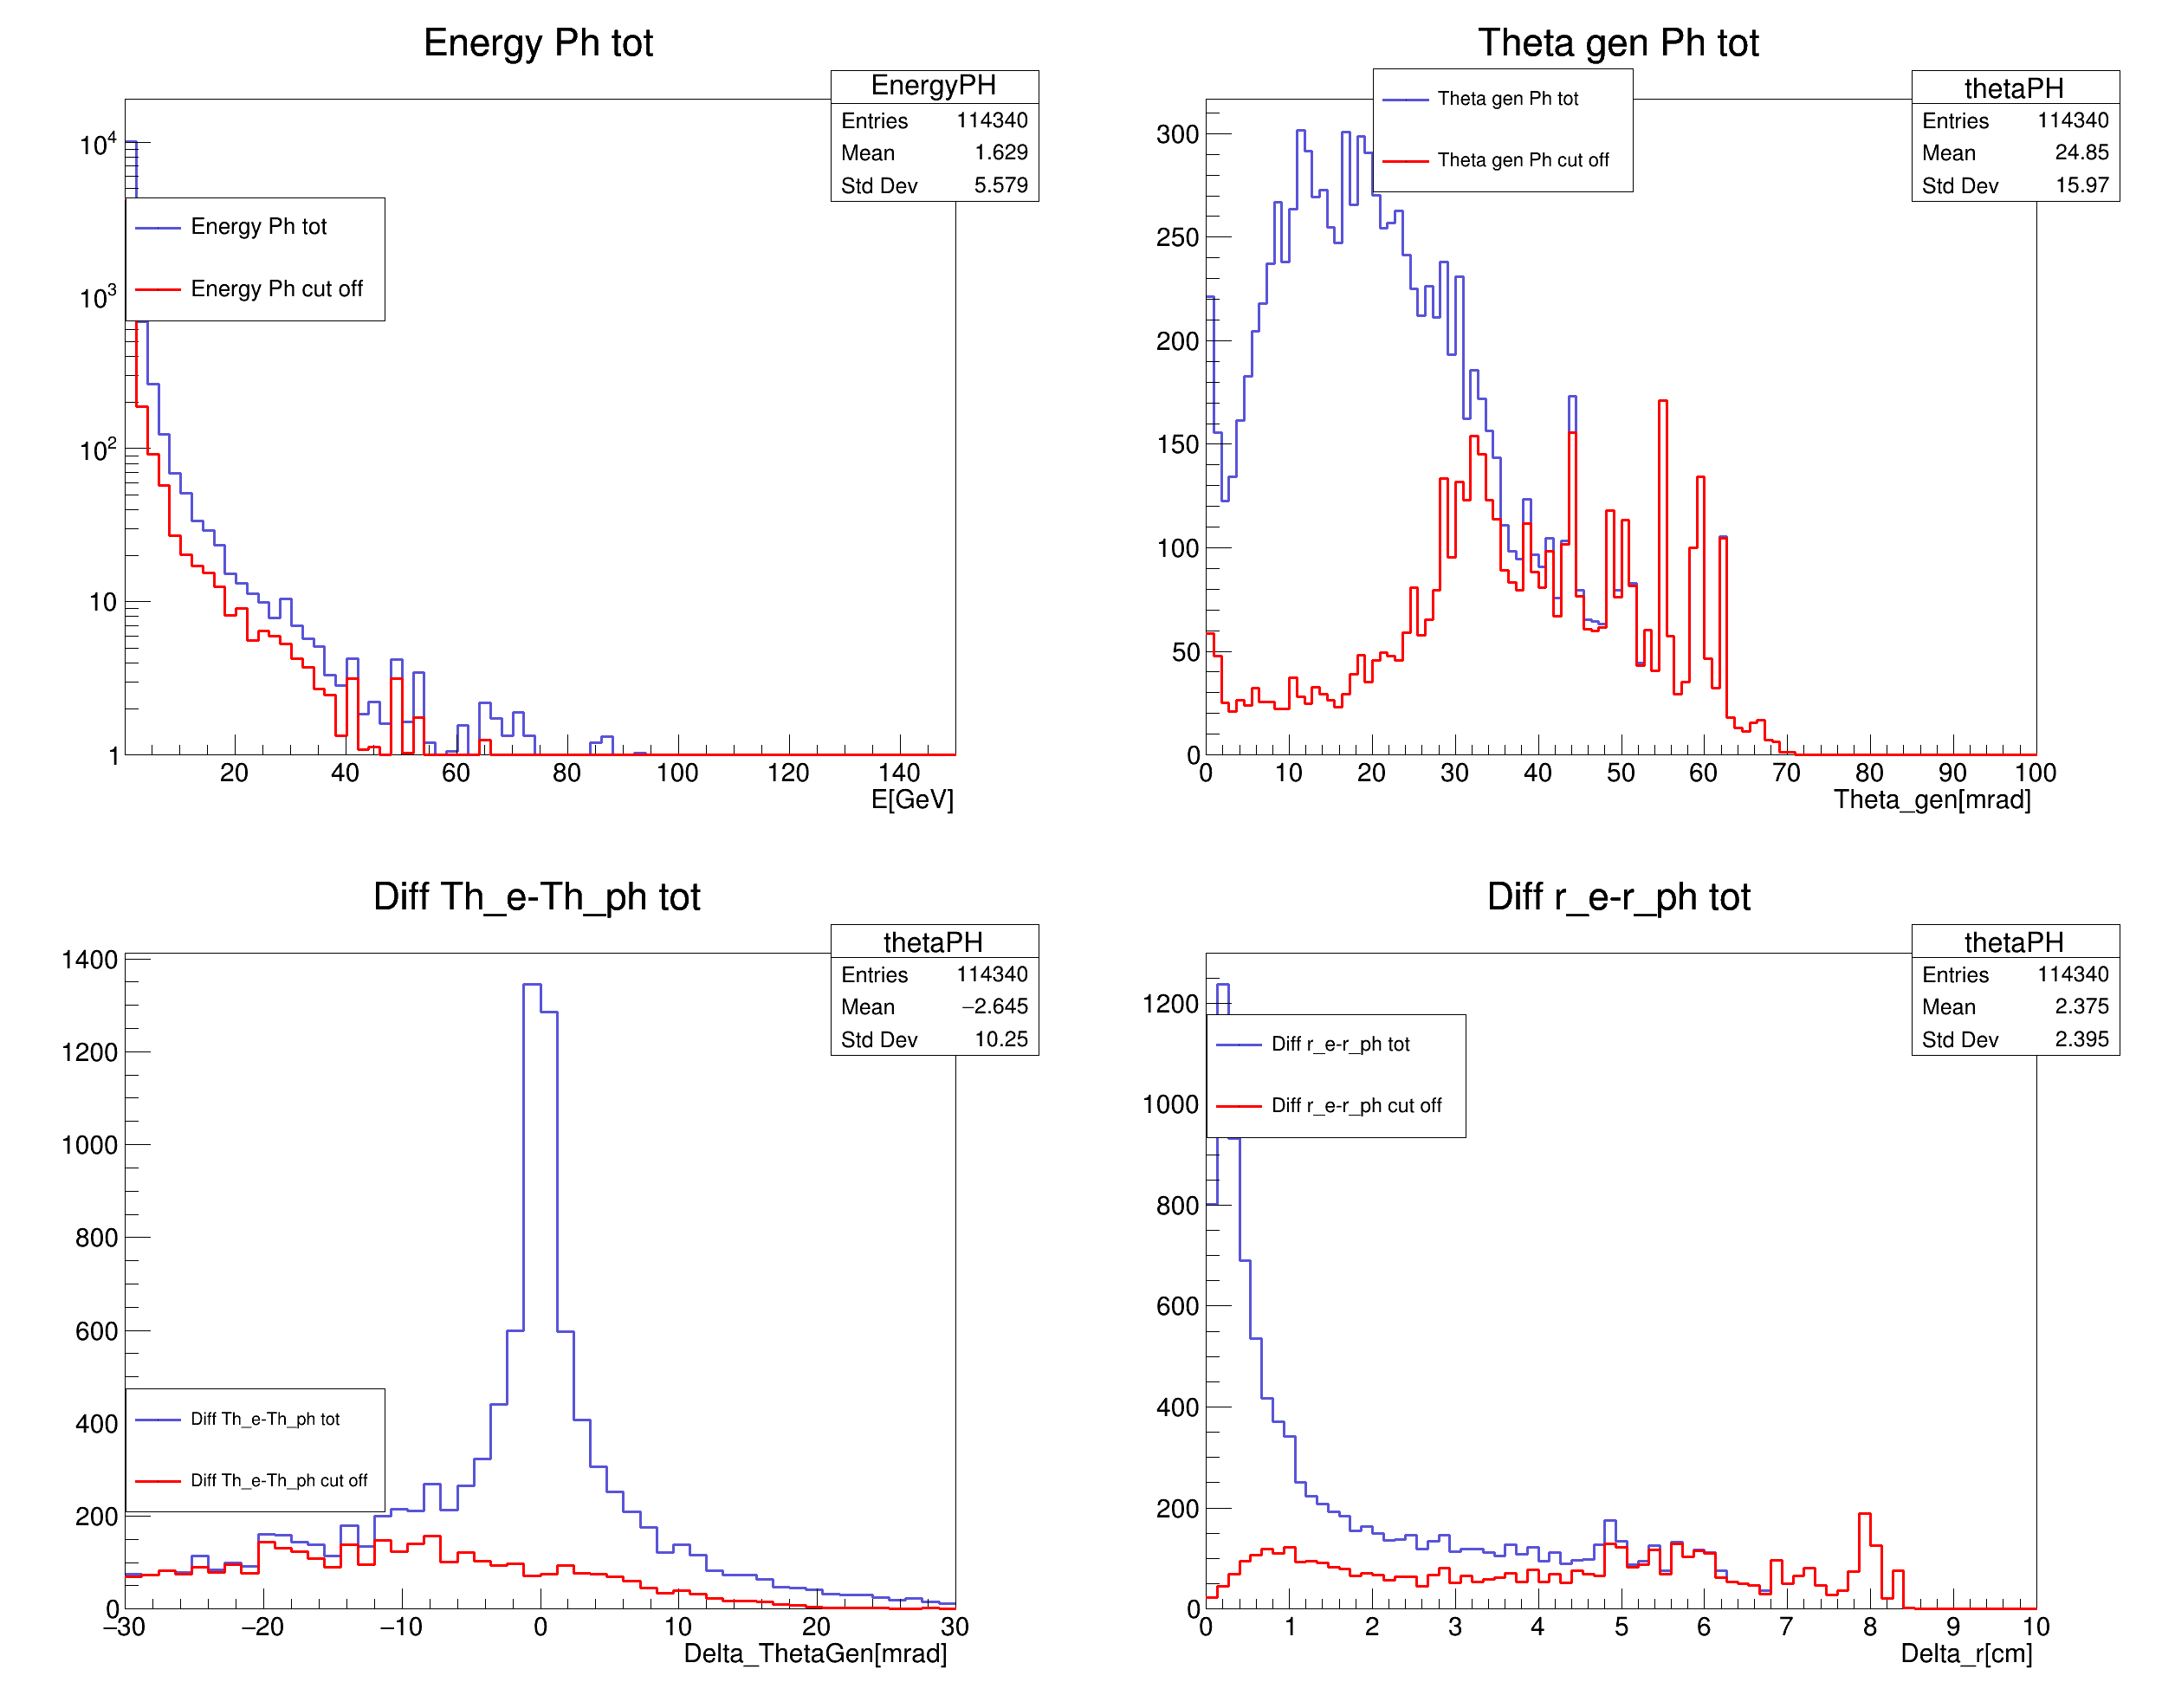 Energy Ph tot
EnergyPH
Entries 114340
Mean 1.629
Std Dev 5.579
Energy Ph tot
Energy Ph cut off
10^4
10^3
10^2
10
1
20 40 60 80 100 120 140
E[GeV]
Theta gen Ph tot
thetaPH
Entries 114340
Mean 24.85
Std Dev 15.97
Theta gen Ph tot
Theta gen Ph cut off
300
250
200
150
100
50
0
0 10 20 30 40 50 60 70 80 90 100
Theta_gen[mrad]
Diff Th_e-Th_ph tot
thetaPH
Entries 114340
Mean −2.645
Std Dev 10.25
1400
1200
1000
800
600
400
200
0
Diff Th_e-Th_ph tot
Diff Th_e-Th_ph cut off
−30 −20 −10 0 10 20 30
Delta_ThetaGen[mrad]
Diff r_e-r_ph tot
thetaPH
Entries 114340
Mean 2.375
Std Dev 2.395
Diff r_e-r_ph tot
Diff r_e-r_ph cut off
1200
1000
800
600
400
200
0
0 1 2 3 4 5 6 7 8 9 10
Delta_r[cm]